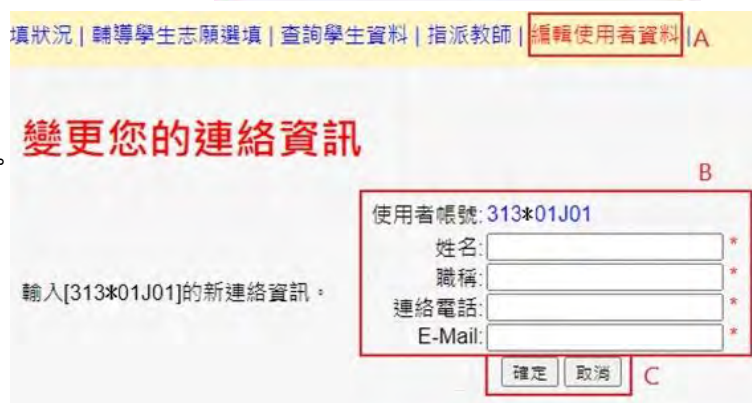 填狀況 | 輔導學生志願選填 | 查詢學生資料 | 指派教師 | 編輯使用者資料 | A
變更您的連絡資訊
。
B
使用者帳號: 313*01J01
姓名: *
職稱: *
輸入[313*01J01]的新連絡資訊。
連絡電話: *
E-Mail: *
確定 取消 C